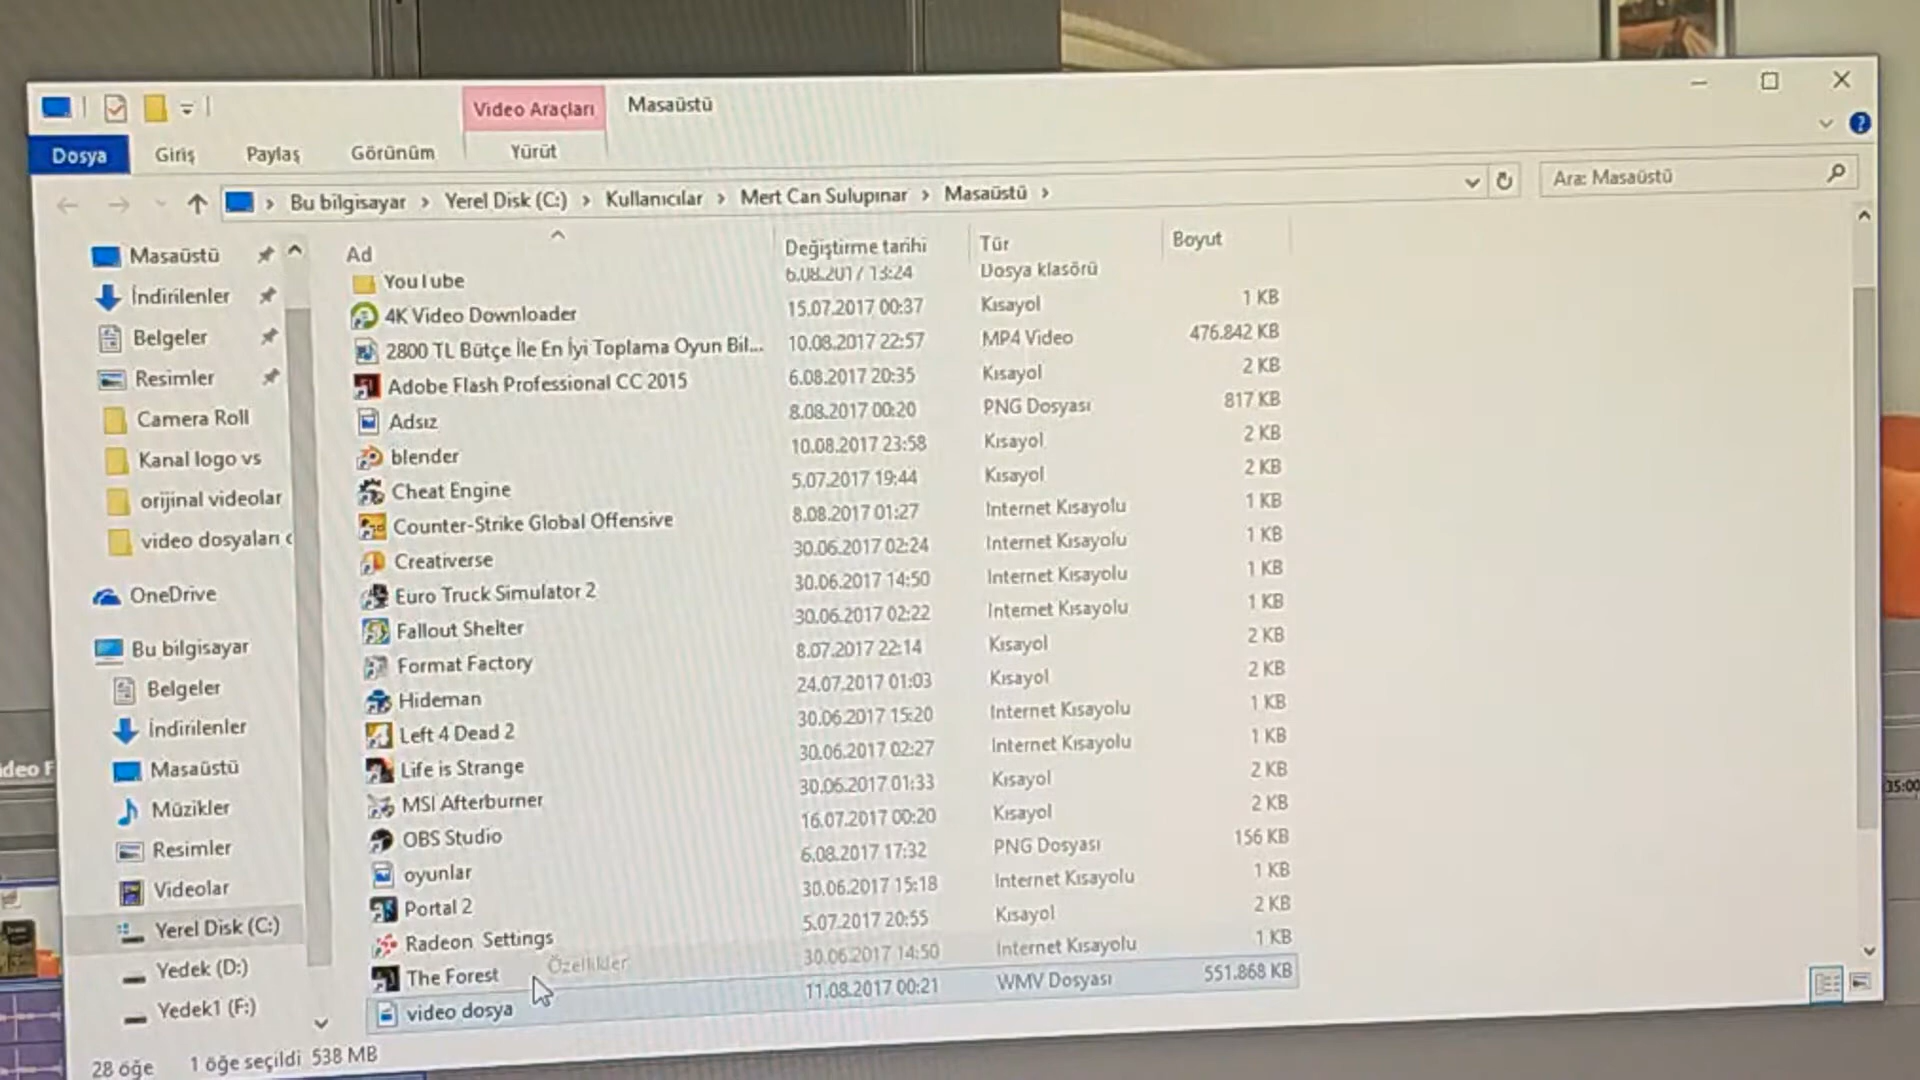 Video Araçları
Masaüstü
Dosya
Giriş
Paylaş
Görünüm
Yürüt
Bu bilgisayar > Yerel Disk (C:) > Kullanıcılar > Mert Can Sulupınar > Masaüstü >
Ara: Masaüstü
Masaüstü
İndirilenler
Belgeler
Resimler
Camera Roll
Kanal logo vs
orijinal videolar
video dosyaları
OneDrive
Bu bilgisayar
Belgeler
İndirilenler
Masaüstü
Müzikler
Resimler
Videolar
Yerel Disk (C:)
Yedek (D:)
Yedek1 (F:)
Ad Değiştirme tarihi Tür Boyut
YouTube 6.08.2017 13:24 Dosya klasörü
4K Video Downloader 15.07.2017 00:37 Kısayol 1 KB
2800 TL Bütçe İle En İyi Toplama Oyun Bil... 10.08.2017 22:57 MP4 Video 476.842 KB
Adobe Flash Professional CC 2015 6.08.2017 20:35 Kısayol 2 KB
Adsız 8.08.2017 00:20 PNG Dosyası 817 KB
blender 10.08.2017 23:58 Kısayol 2 KB
Cheat Engine 5.07.2017 19:44 Kısayol 2 KB
Counter-Strike Global Offensive 8.08.2017 01:27 Internet Kısayolu 1 KB
Creativerse 30.06.2017 02:24 Internet Kısayolu 1 KB
Euro Truck Simulator 2 30.06.2017 14:50 Internet Kısayolu 1 KB
Fallout Shelter 30.06.2017 02:22 Internet Kısayolu 1 KB
Format Factory 8.07.2017 22:14 Kısayol 2 KB
Hideman 24.07.2017 01:03 Kısayol 2 KB
Left 4 Dead 2 30.06.2017 15:20 Internet Kısayolu 1 KB
Life is Strange 30.06.2017 02:27 Internet Kısayolu 1 KB
MSI Afterburner 30.06.2017 01:33 Kısayol 2 KB
OBS Studio 16.07.2017 00:20 Kısayol 2 KB
oyunlar 6.08.2017 17:32 PNG Dosyası 156 KB
Portal 2 30.06.2017 15:18 Internet Kısayolu 1 KB
Radeon Settings 5.07.2017 20:55 Kısayol 2 KB
Özellikler
The Forest 30.06.2017 14:50 Internet Kısayolu 1 KB
video dosya 11.08.2017 00:21 WMV Dosyası 551.868 KB
28 öğe 1 öğe seçildi 538 MB
35:00